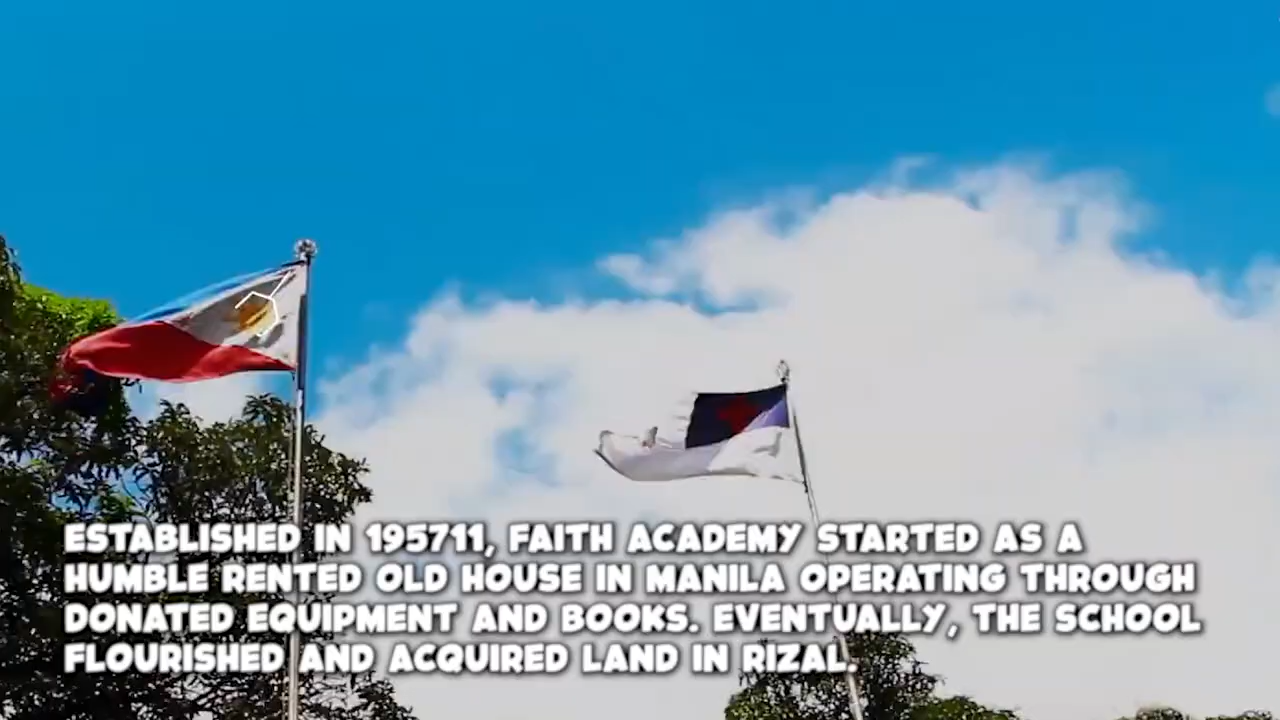 ESTABLISHED IN 195711, FAITH ACADEMY STARTED AS A
HUMBLE RENTED OLD HOUSE IN MANILA OPERATING THROUGH
DONATED EQUIPMENT AND BOOKS. EVENTUALLY, THE SCHOOL
FLOURISHED AND ACQUIRED LAND IN RIZAL.